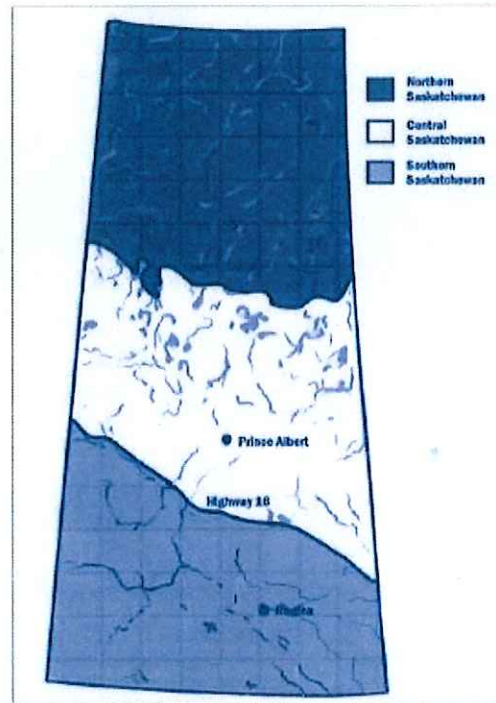 Northern
Saskatchewan
Central
Saskatchewan
Southern
Saskatchewan
Prince Albert
Highway 16
Regina